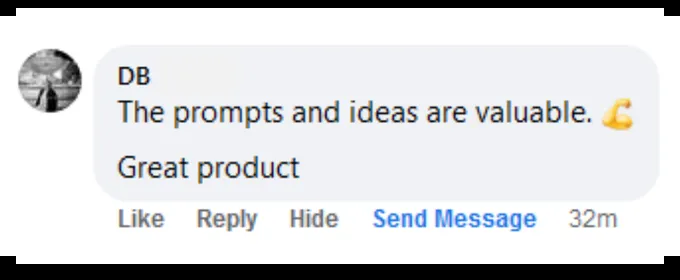 DB
The prompts and ideas are valuable. 💪
Great product
Like Reply Hide Send Message 32m